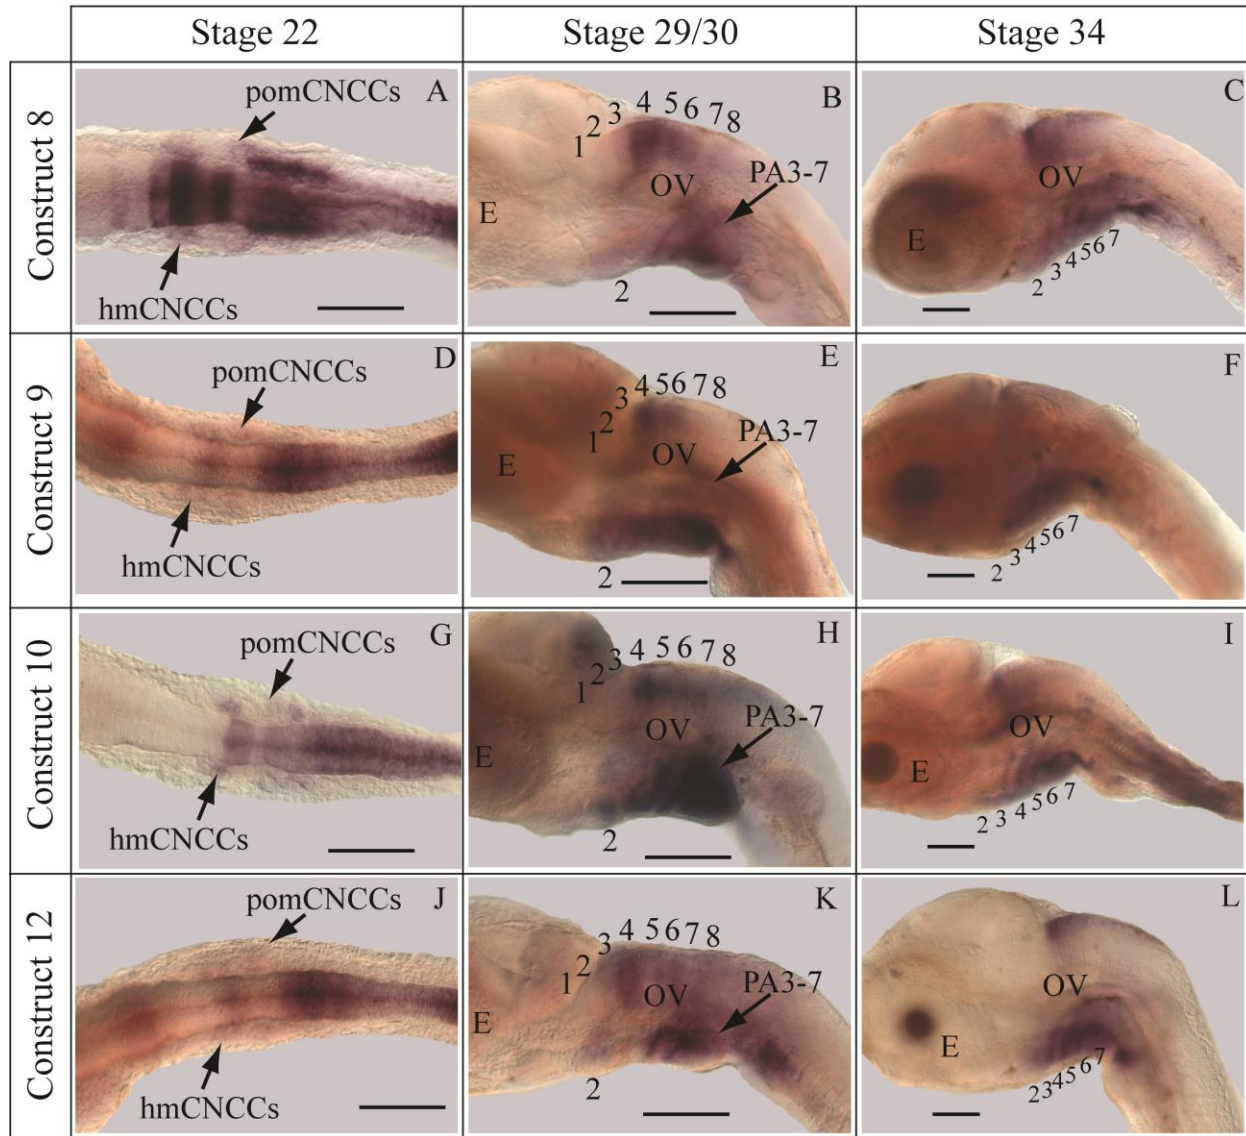 Stage 22 Stage 29/30 Stage 34
Construct 8
pomCNCCs A
hmCNCCs
B
1 2 3 4 5 6 7 8
OV
PA3-7
E
2
C
OV
E
2 3 4 5 6 7
Construct 9
D
pomCNCCs
hmCNCCs
E
1 2 3 4 5 6 7 8
OV
PA3-7
E
2
F
2 3 4 5 6 7
Construct 10
G
pomCNCCs
hmCNCCs
H
1 2 3 4 5 6 7 8
OV
PA3-7
E
2
I
OV
E
2 3 4 5 6 7
Construct 12
pomCNCCs J
hmCNCCs
K
1 2 3 4 5 6 7 8
OV
PA3-7
E
2
L
OV
E
2 3 4 5 6 7